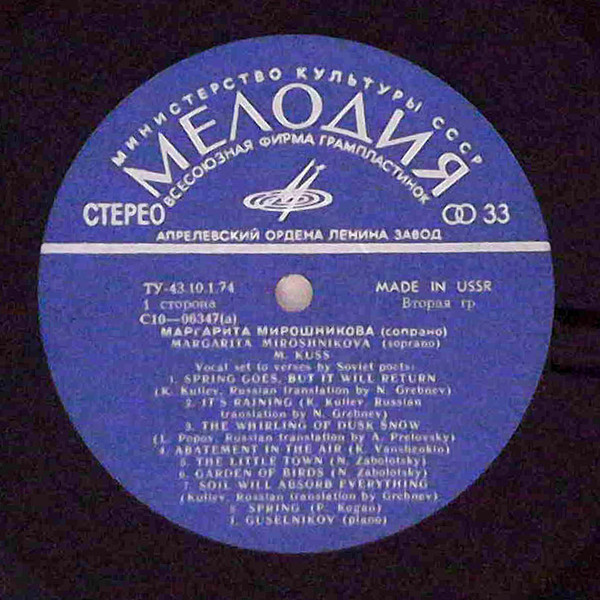 МИНИСТЕРСТВО КУЛЬТУРЫ СССР
МЕЛОДИЯ
ВСЕСОЮЗНАЯ ФИРМА ГРАМПЛАСТИНОК
СТЕРЕО
33
АПРЕЛЕВСКИЙ ОРДЕНА ЛЕНИНА ЗАВОД
ТУ-43.10.1.74
MADE IN USSR
1 сторона
Вторая гр
С10—06347(а)
МАРГАРИТА МИРОШНИКОВА (сопрано)
MARGARITA MIROSHNIKOVA (soprano)
M. KUSS
Vocal set to verses by Soviet poets:
1. SPRING GOES, BUT IT WILL RETURN
(K. Kuliev, Russian translation by N. Grebnev)
2. IT'S RAINING (K. Kuliev, Russian
translation by N. Grebnev)
3. THE WHIRLING OF DUSK SNOW
(L. Popos, Russian translation by A. Prelovsky)
4. ABATEMENT IN THE AIR (K. Vanshenkin)
5. THE LITTLE TOWN (N. Zabolotsky)
6. GARDEN OF BIRDS (N. Zabolotsky)
7. SOIL WILL ABSORB EVERYTHING
(Kuliev, Russian translation by Grebnev)
8. SPRING (P. Kogan)
GUSELNIKOV (piano)